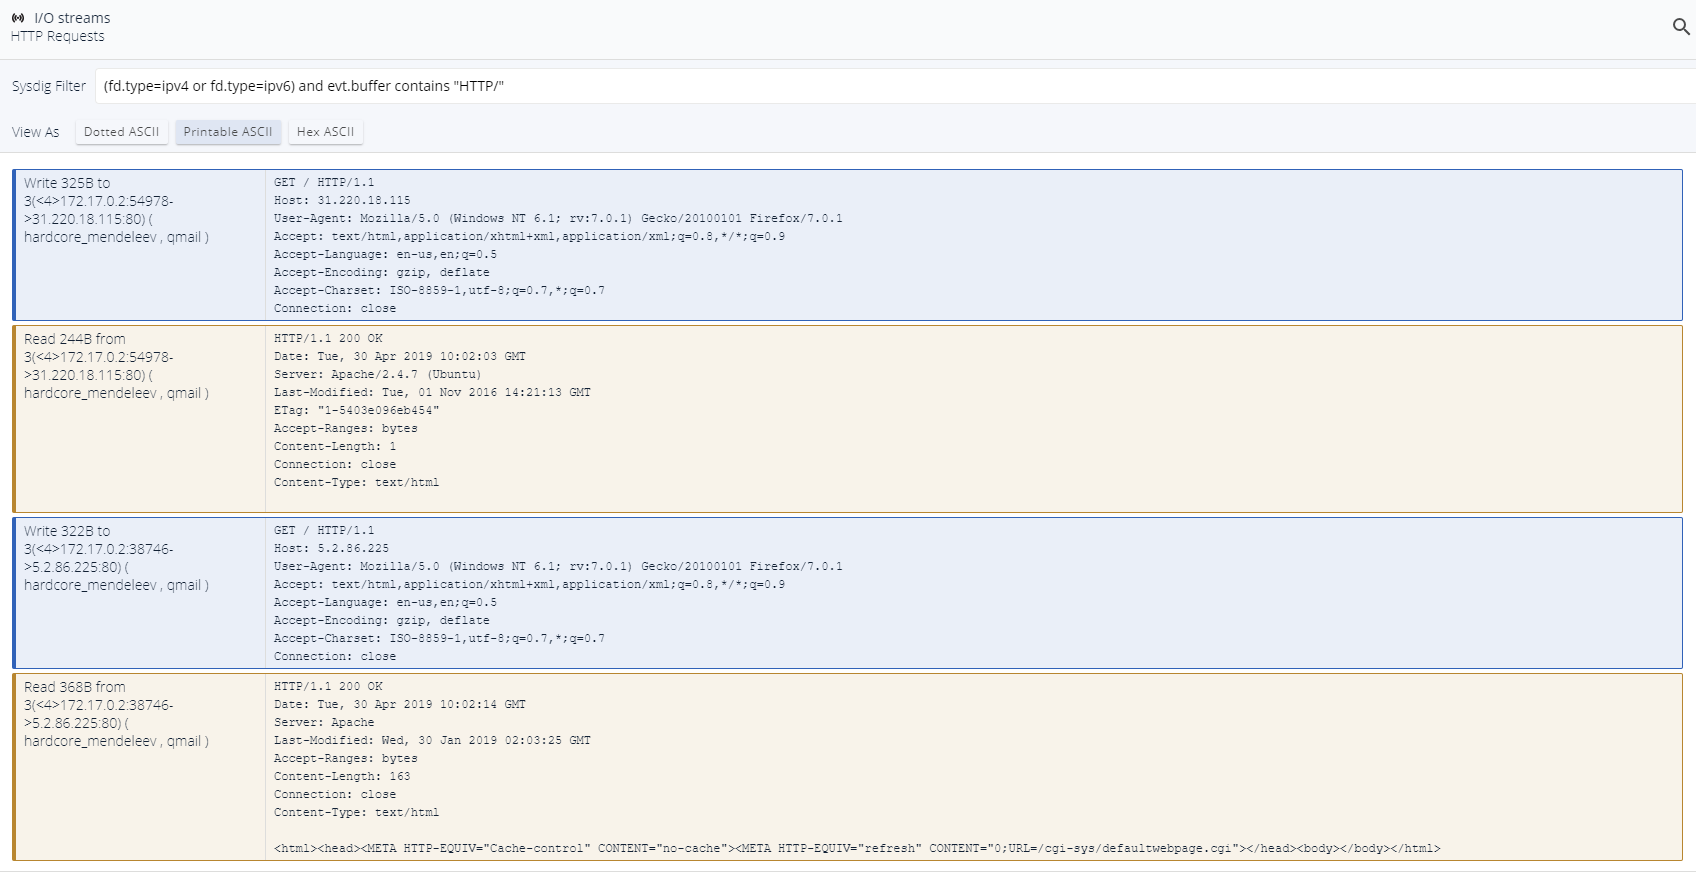 I/O streams
HTTP Requests
Sysdig Filter (fd.type=ipv4 or fd.type=ipv6) and evt.buffer contains "HTTP/"
View As Dotted ASCII Printable ASCII Hex ASCII
Write 325B to
3(<4>172.17.0.2:54978-
>31.220.18.115:80) (
hardcore_mendeleev , qmail )
GET / HTTP/1.1
Host: 31.220.18.115
User-Agent: Mozilla/5.0 (Windows NT 6.1; rv:7.0.1) Gecko/20100101 Firefox/7.0.1
Accept: text/html,application/xhtml+xml,application/xml;q=0.8,*/*;q=0.9
Accept-Language: en-us,en;q=0.5
Accept-Encoding: gzip, deflate
Accept-Charset: ISO-8859-1,utf-8;q=0.7,*;q=0.7
Connection: close
Read 244B from
3(<4>172.17.0.2:54978-
>31.220.18.115:80) (
hardcore_mendeleev , qmail )
HTTP/1.1 200 OK
Date: Tue, 30 Apr 2019 10:02:03 GMT
Server: Apache/2.4.7 (Ubuntu)
Last-Modified: Tue, 01 Nov 2016 14:21:13 GMT
ETag: "1-5403e096eb454"
Accept-Ranges: bytes
Content-Length: 1
Connection: close
Content-Type: text/html
Write 322B to
3(<4>172.17.0.2:38746-
>5.2.86.225:80) (
hardcore_mendeleev , qmail )
GET / HTTP/1.1
Host: 5.2.86.225
User-Agent: Mozilla/5.0 (Windows NT 6.1; rv:7.0.1) Gecko/20100101 Firefox/7.0.1
Accept: text/html,application/xhtml+xml,application/xml;q=0.8,*/*;q=0.9
Accept-Language: en-us,en;q=0.5
Accept-Encoding: gzip, deflate
Accept-Charset: ISO-8859-1,utf-8;q=0.7,*;q=0.7
Connection: close
Read 368B from
3(<4>172.17.0.2:38746-
>5.2.86.225:80) (
hardcore_mendeleev , qmail )
HTTP/1.1 200 OK
Date: Tue, 30 Apr 2019 10:02:14 GMT
Server: Apache
Last-Modified: Wed, 30 Jan 2019 02:03:25 GMT
Accept-Ranges: bytes
Content-Length: 163
Connection: close
Content-Type: text/html
<html><head><META HTTP-EQUIV="Cache-control" CONTENT="no-cache"><META HTTP-EQUIV="refresh" CONTENT="0;URL=/cgi-sys/defaultwebpage.cgi"></head><body></body></html>